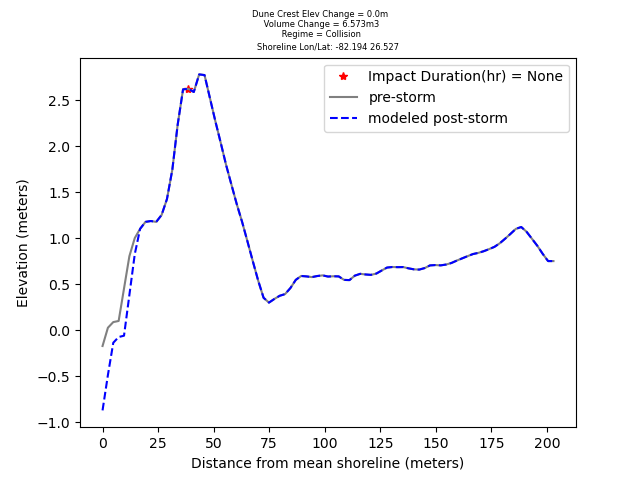 Dune Crest Elev Change = 0.0m
Volume Change = 6.573m3
Regime = Collision
Shoreline Lon/Lat: -82.194 26.527
Impact Duration(hr) = None
pre-storm
modeled post-storm
Elevation (meters)
2.5
2.0
1.5
1.0
0.5
0.0
−0.5
−1.0
0 25 50 75 100 125 150 175 200
Distance from mean shoreline (meters)